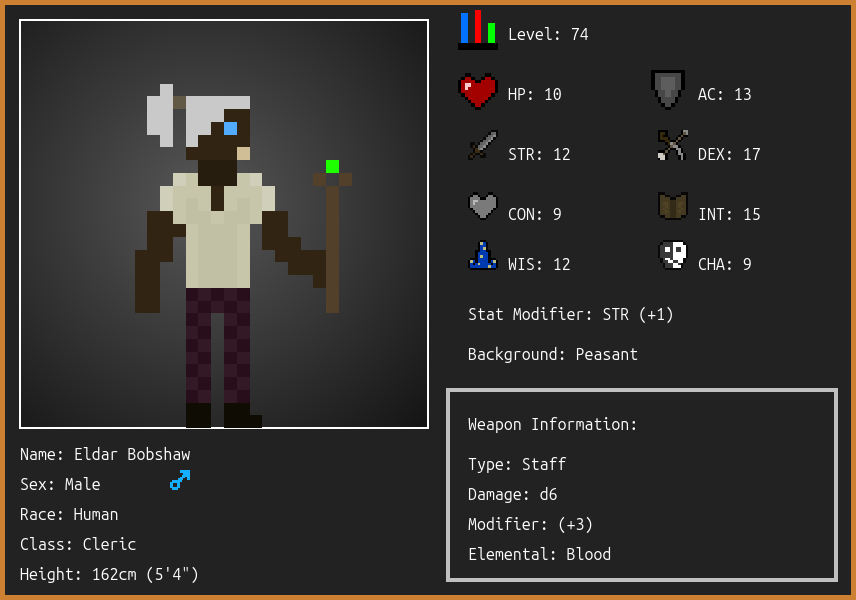 Level: 74
HP: 10
AC: 13
STR: 12
DEX: 17
CON: 9
INT: 15
WIS: 12
CHA: 9
Stat Modifier: STR (+1)
Background: Peasant
Name: Eldar Bobshaw
Sex: Male
Race: Human
Class: Cleric
Height: 162cm (5'4")
Weapon Information:
Type: Staff
Damage: d6
Modifier: (+3)
Elemental: Blood